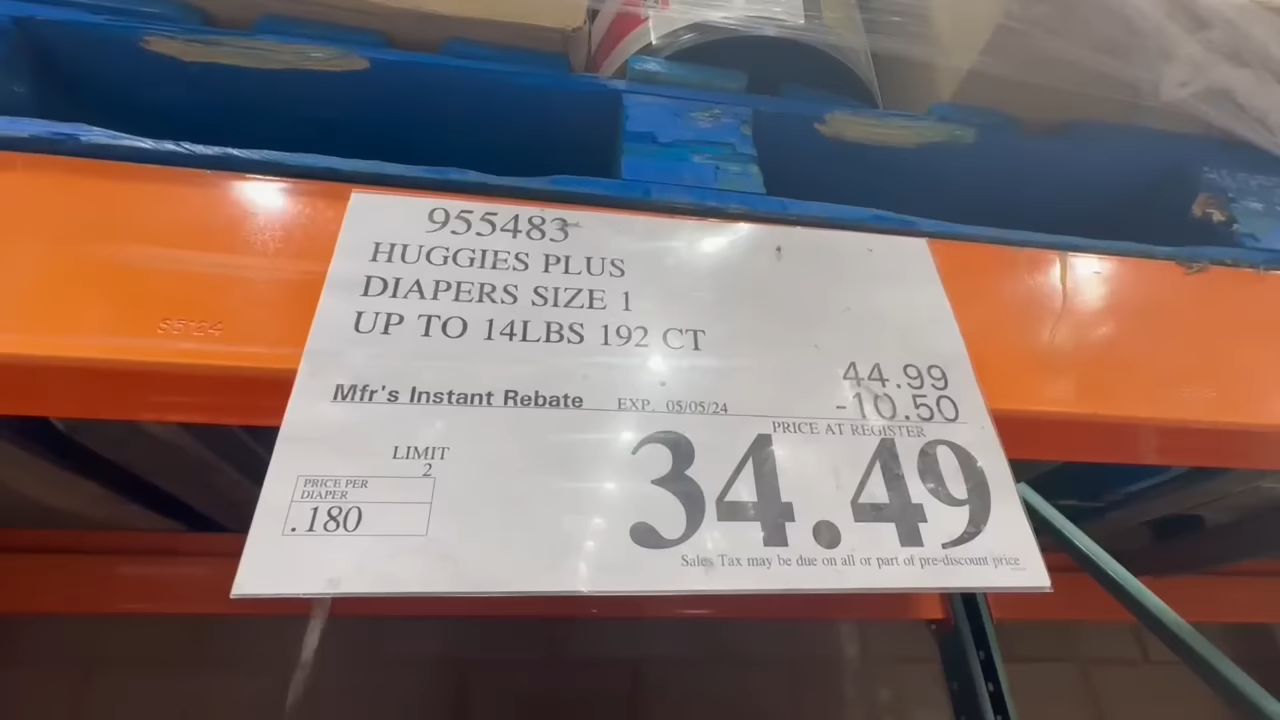 955483
HUGGIES PLUS
DIAPERS SIZE 1
UP TO 14LBS 192 CT
44.99
Mfr's Instant Rebate EXP. 05/05/24 -10.50
PRICE AT REGISTER
34.49
LIMIT
2
PRICE PER
DIAPER
.180
Sales Tax may be due on all or part of pre-discount price